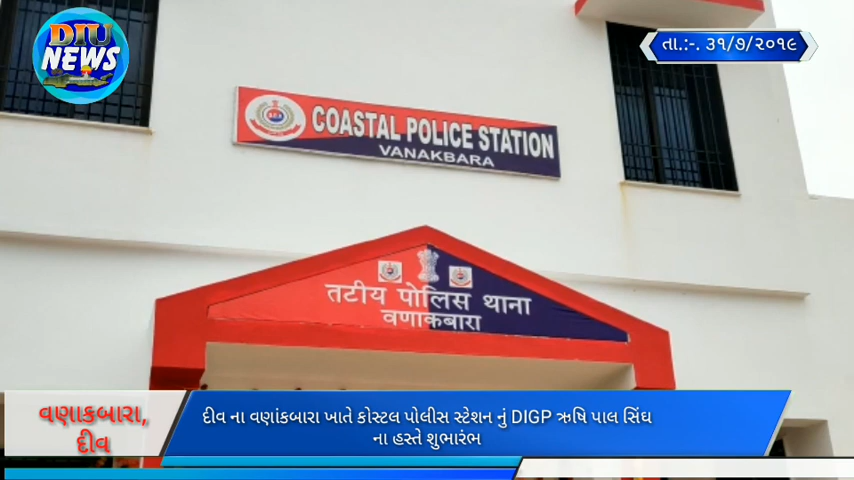 DIU
NEWS
તા.:-. ૩૧/૭/૨૦૧૯
COASTAL POLICE STATION
VANAKBARA
तटीय पोलिस थाना
वणाकबारा
વણાકબારા,
દીવ
દીવ ના વણાંકબારા ખાતે કોસ્ટલ પોલીસ સ્ટેશન નું DIGP ઋષિ પાલ સિંઘ
ના હસ્તે શુભારંભ